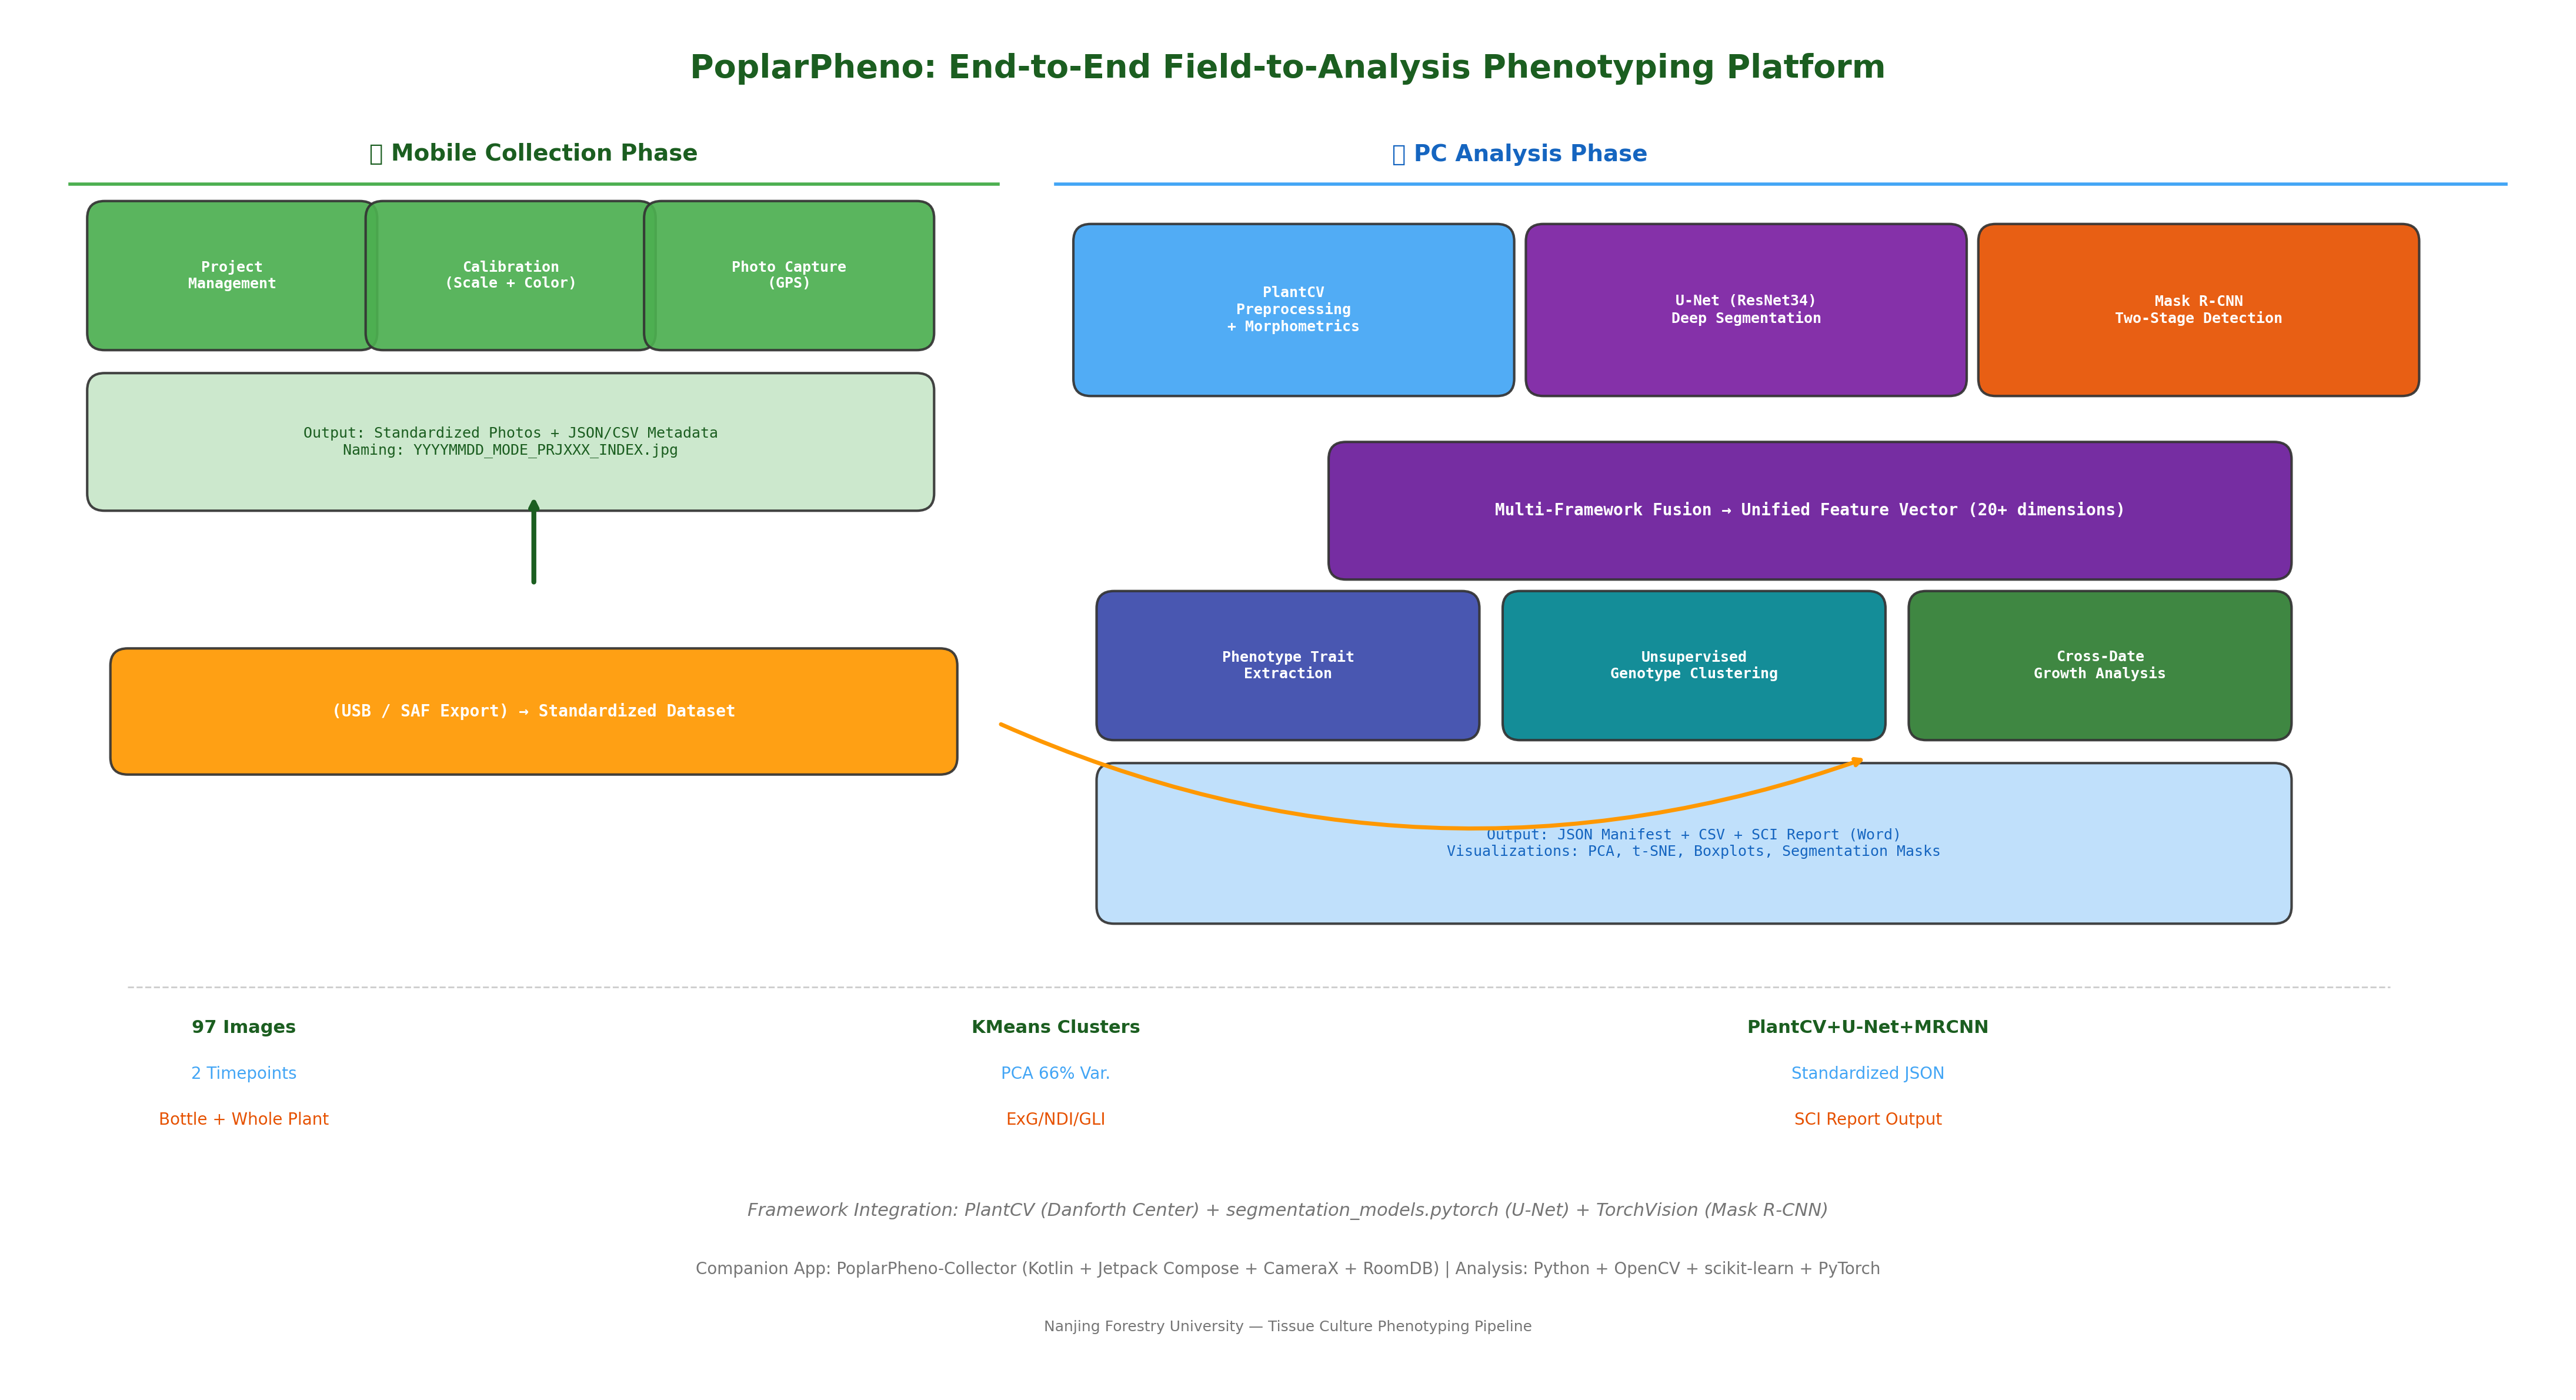 PoplarPheno: End-to-End Field-to-Analysis Phenotyping Platform
Mobile Collection Phase
Project
Management
Calibration
(Scale + Color)
Photo Capture
(GPS)
Output: Standardized Photos + JSON/CSV Metadata
Naming: YYYYMMDD_MODE_PRJXXX_INDEX.jpg
(USB / SAF Export) → Standardized Dataset
PC Analysis Phase
PlantCV
Preprocessing
+ Morphometrics
U-Net (ResNet34)
Deep Segmentation
Mask R-CNN
Two-Stage Detection
Multi-Framework Fusion → Unified Feature Vector (20+ dimensions)
Phenotype Trait
Extraction
Unsupervised
Genotype Clustering
Cross-Date
Growth Analysis
Output: JSON Manifest + CSV + SCI Report (Word)
Visualizations: PCA, t-SNE, Boxplots, Segmentation Masks
97 Images
2 Timepoints
Bottle + Whole Plant
KMeans Clusters
PCA 66% Var.
ExG/NDI/GLI
PlantCV+U-Net+MRCNN
Standardized JSON
SCI Report Output
Framework Integration: PlantCV (Danforth Center) + segmentation_models.pytorch (U-Net) + TorchVision (Mask R-CNN)
Companion App: PoplarPheno-Collector (Kotlin + Jetpack Compose + CameraX + RoomDB) | Analysis: Python + OpenCV + scikit-learn + PyTorch
Nanjing Forestry University — Tissue Culture Phenotyping Pipeline